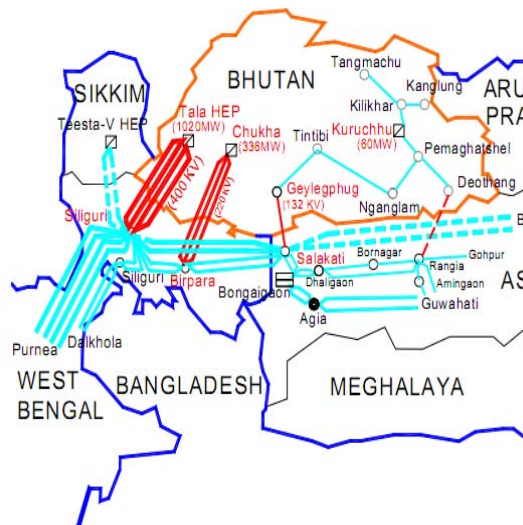 BHUTAN
Tangmachu
Kanglung
ARU
PRA
SIKKIM
Teesta-V HEP
Tala HEP
(1020MW)
Chukha
(336MW)
Kilikhar
Kuruchhu
(60MW)
Tintibi
Pemaghatshel
(400 KV)
(220KV)
Geylegphug
(132 KV)
Nganglam
Deothang
Siliguri
B
Salakati
Bornagar
Gohpur
Siliguri
Birpara
Bongaigaon
Dhaligaon
Rangia
Amingaon
AS
Agia
Guwahati
Purnea
Dalkhola
WEST
BENGAL
BANGLADESH
MEGHALAYA